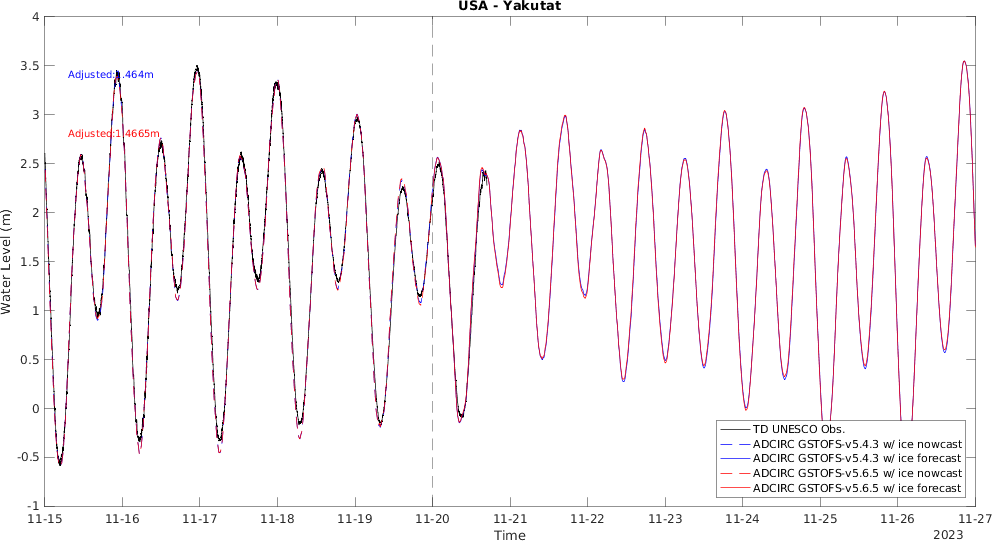 USA - Yakutat
4
3.5
3
2.5
2
1.5
1
0.5
0
-0.5
-1
Water Level (m)
Adjusted:1.464m
Adjusted:1.4665m
TD UNESCO Obs.
ADCIRC GSTOFS-v5.4.3 w/ ice nowcast
ADCIRC GSTOFS-v5.4.3 w/ ice forecast
ADCIRC GSTOFS-v5.6.5 w/ ice nowcast
ADCIRC GSTOFS-v5.6.5 w/ ice forecast
11-15 11-16 11-17 11-18 11-19 11-20 11-21 11-22 11-23 11-24 11-25 11-26 11-27
Time
2023